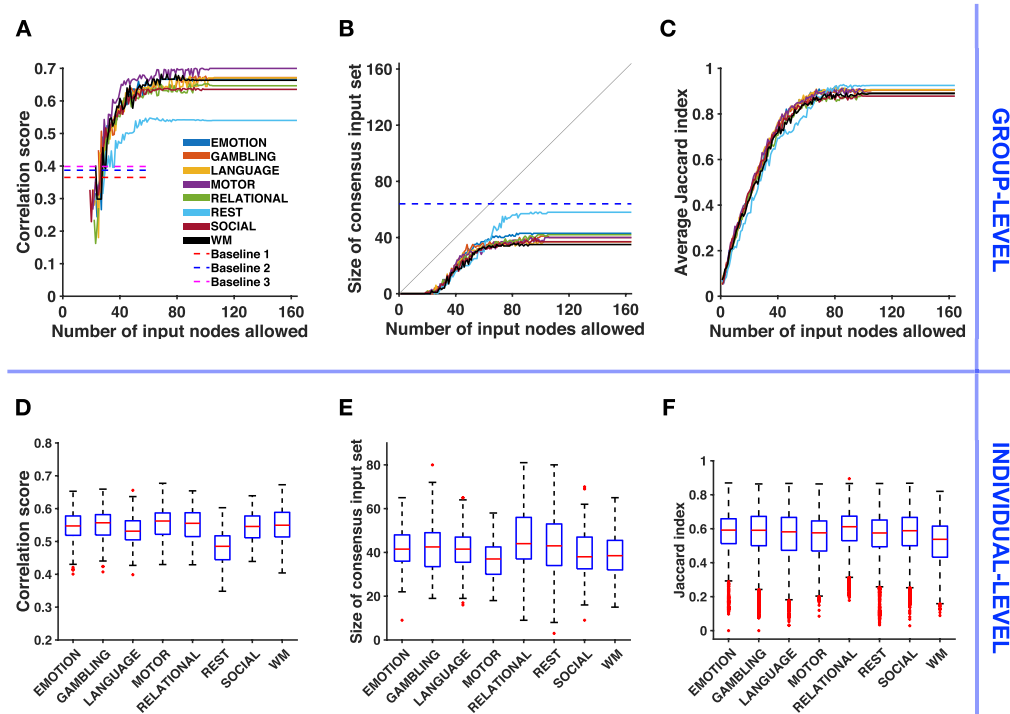 A
B
C
Correlation score
0.7
0.6
0.5
0.4
0.3
0.2
0.1
0
0
40
80
120
160
Number of input nodes allowed
EMOTION
GAMBLING
LANGUAGE
MOTOR
RELATIONAL
REST
SOCIAL
WM
Baseline 1
Baseline 2
Baseline 3
Size of consensus input set
160
120
80
40
0
0
40
80
120
160
Number of input nodes allowed
Average Jaccard index
1
0.8
0.6
0.4
0.2
0
0
40
80
120
160
Number of input nodes allowed
GROUP-LEVEL
D
E
F
Correlation score
0.8
0.7
0.6
0.5
0.4
0.3
0.2
EMOTION
GAMBLING
LANGUAGE
MOTOR
RELATIONAL
REST
SOCIAL
WM
Size of consensus input set
80
60
40
20
0
EMOTION
GAMBLING
LANGUAGE
MOTOR
RELATIONAL
REST
SOCIAL
WM
Jaccard index
1
0.8
0.6
0.4
0.2
0
EMOTION
GAMBLING
LANGUAGE
MOTOR
RELATIONAL
REST
SOCIAL
WM
INDIVIDUAL-LEVEL